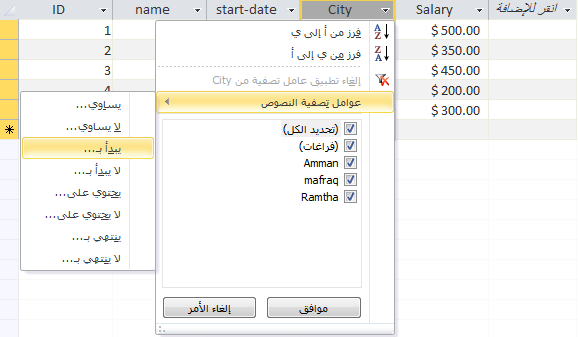 ID name start-date City Salary انقر للإضافة
1 $ 500.00
2 $ 350.00
3 $ 450.00
4 $ 200.00
$ 300.00
فرز من أ إلى ي
فرز من ي إلى أ
إلغاء تطبيق عامل تصفية من City
عوامل تصفية النصوص
(تحديد الكل)
(فراغات)
Amman
mafraq
Ramtha
موافق
إلغاء الأمر
يساوي...
لا يساوي...
يبدأ بـ...
لا يبدأ بـ...
يحتوي على...
لا يحتوي على...
ينتهي بـ...
لا ينتهي بـ...